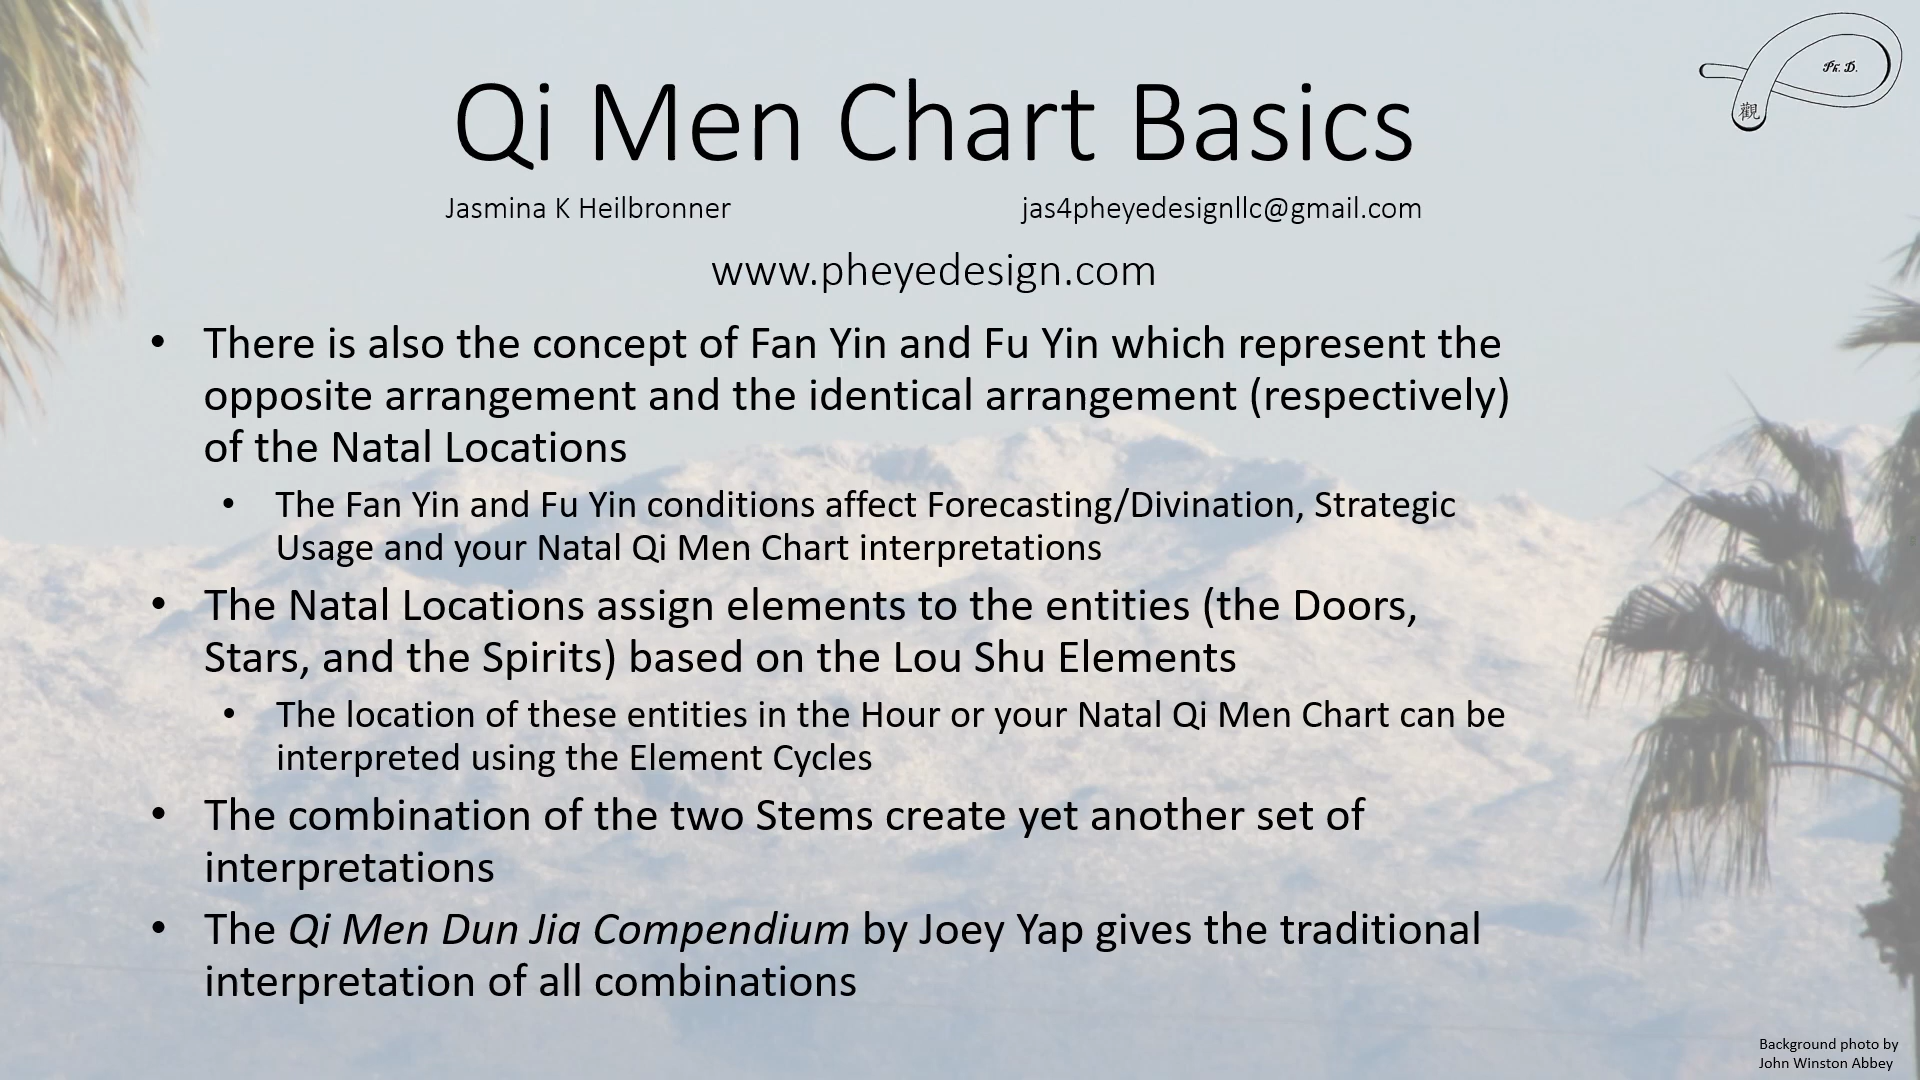 Ph. D.
觀
Qi Men Chart Basics
Jasmina K Heilbronner jas4pheyedesignllc@gmail.com
www.pheyedesign.com
• There is also the concept of Fan Yin and Fu Yin which represent the
opposite arrangement and the identical arrangement (respectively)
of the Natal Locations
• The Fan Yin and Fu Yin conditions affect Forecasting/Divination, Strategic
Usage and your Natal Qi Men Chart interpretations
• The Natal Locations assign elements to the entities (the Doors,
Stars, and the Spirits) based on the Lou Shu Elements
• The location of these entities in the Hour or your Natal Qi Men Chart can be
interpreted using the Element Cycles
• The combination of the two Stems create yet another set of
interpretations
• The Qi Men Dun Jia Compendium by Joey Yap gives the traditional
interpretation of all combinations
Background photo by
John Winston Abbey